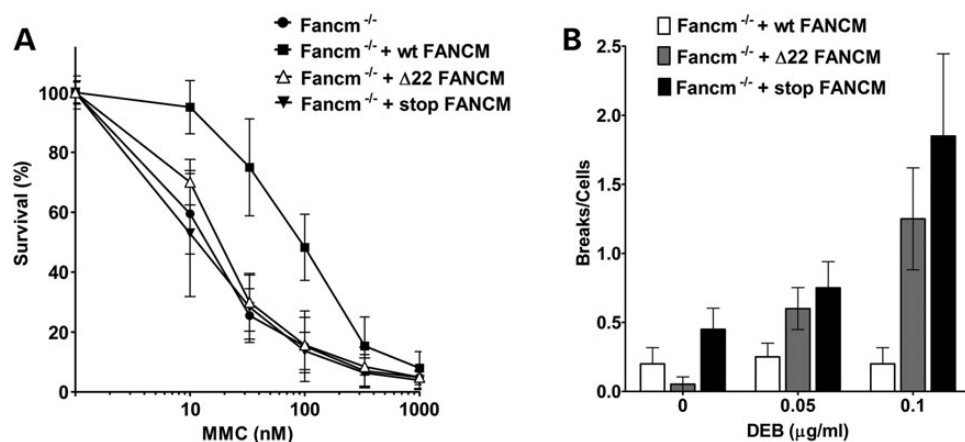 A
Fancm -/-
Fancm -/- + wt FANCM
Fancm -/- + Δ22 FANCM
Fancm -/- + stop FANCM
Survival (%)
100
80
60
40
20
0
10
100
1000
MMC (nM)
B
Fancm -/- + wt FANCM
Fancm -/- + Δ22 FANCM
Fancm -/- + stop FANCM
Breaks/Cells
2.5
2.0
1.5
1.0
0.5
0.0
0
0.05
0.1
DEB (μg/ml)